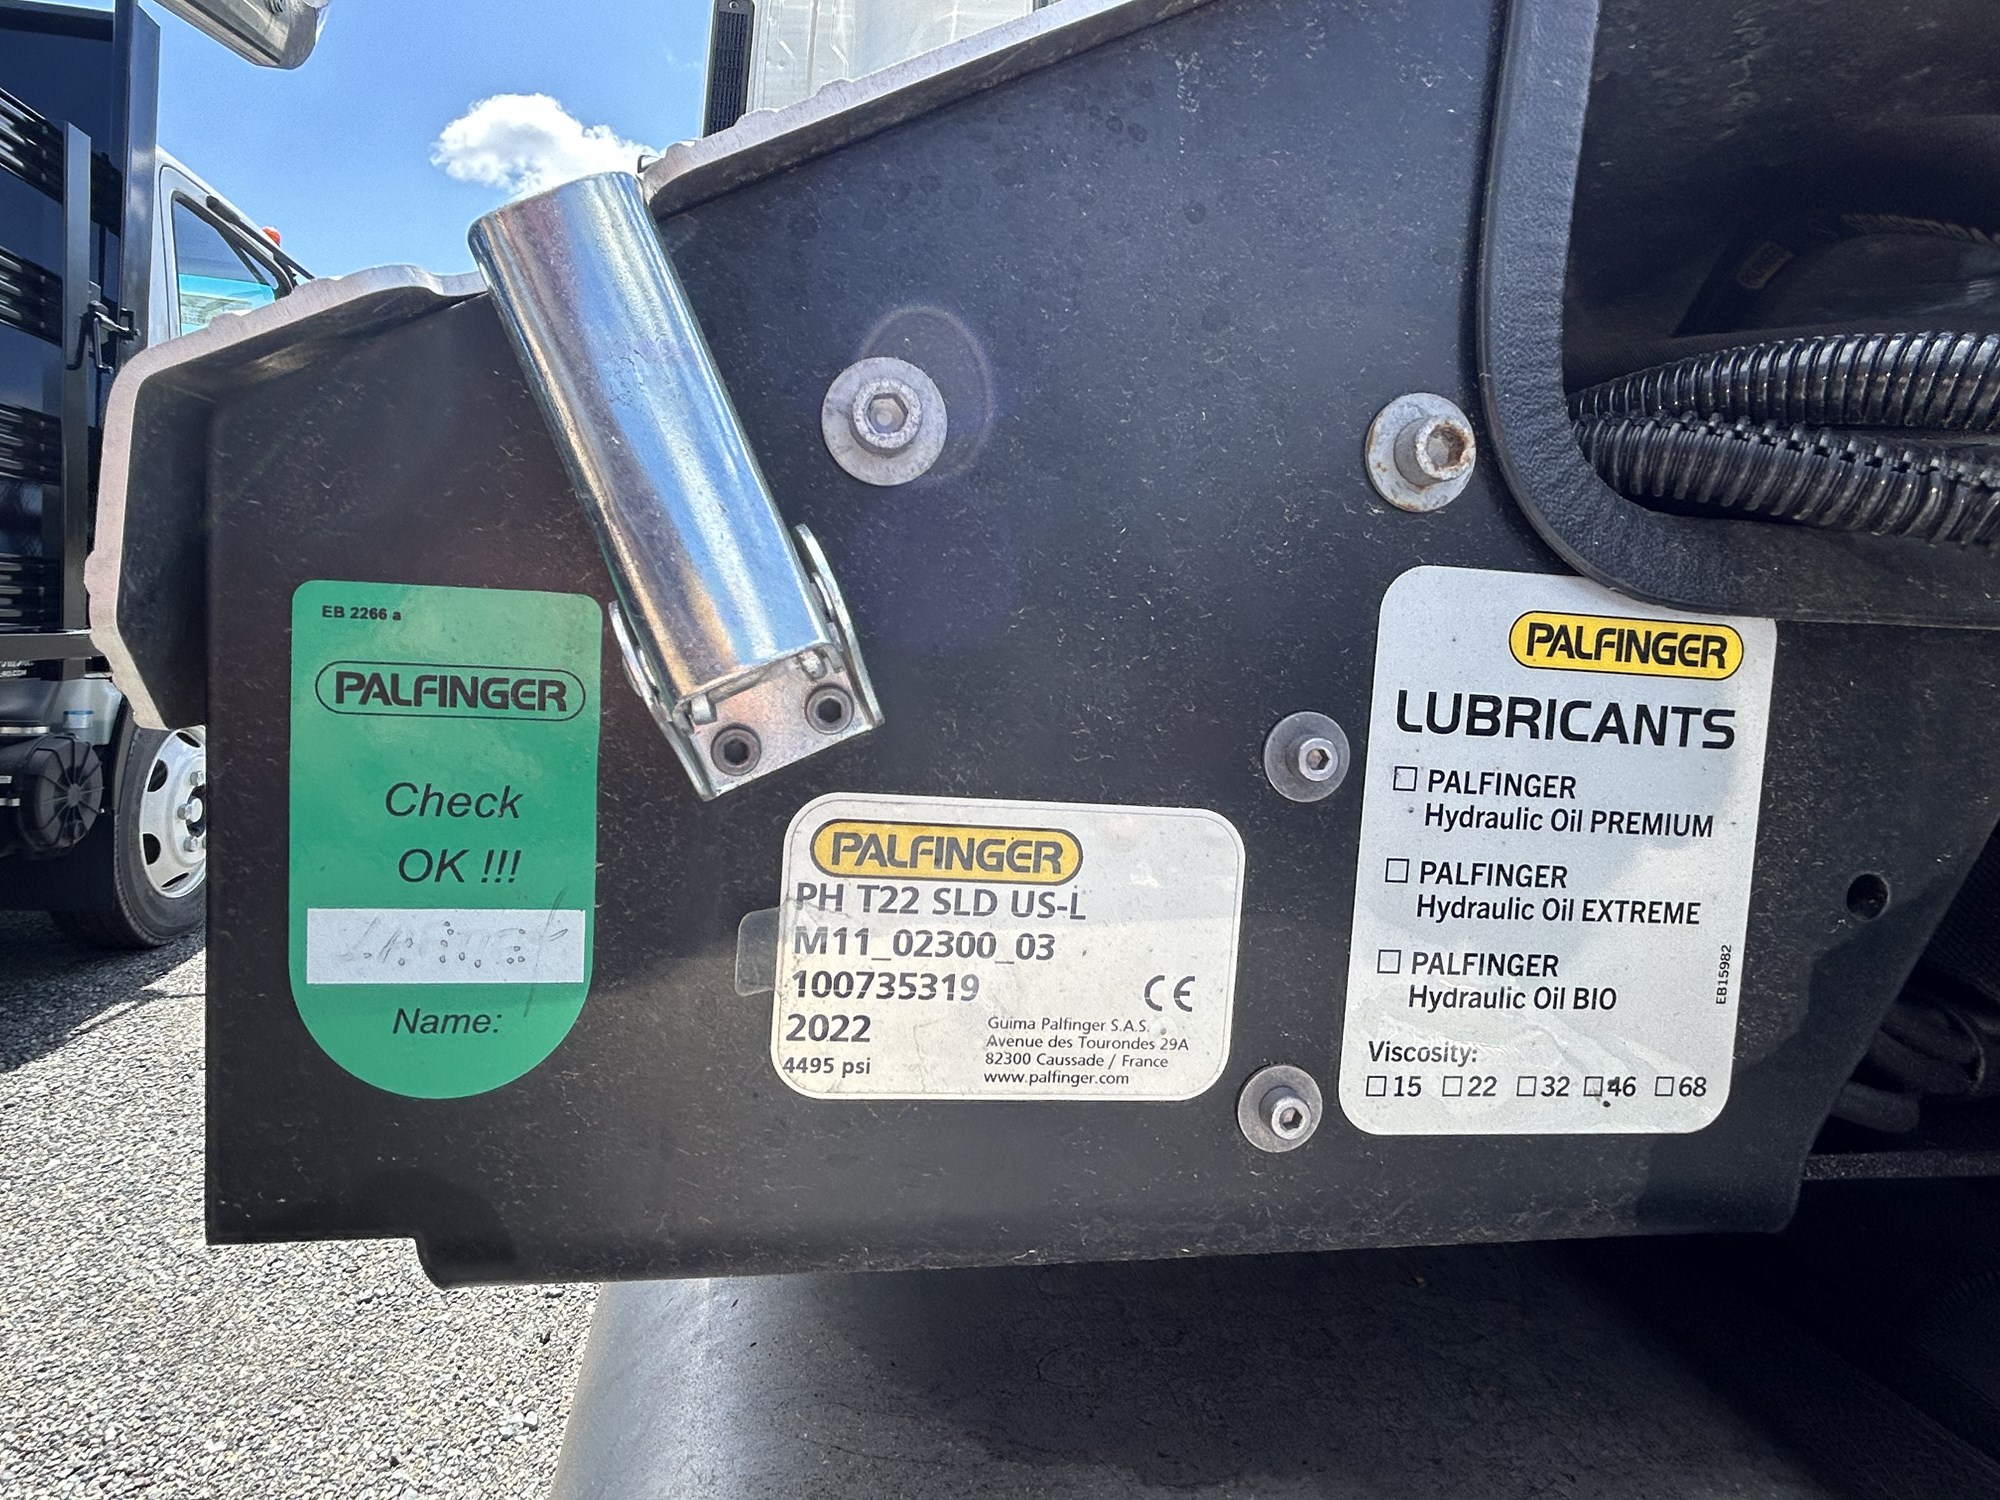 EB 2266 a
PALFINGER
Check
OK !!!
Name:
PALFINGER
PH T22 SLD US-L
M11_02300_03
100735319
2022
4495 psi
CE
Guima Palfinger S.A.S.
Avenue des Tourondes 29A
82300 Caussade / France
www.palfinger.com
PALFINGER
LUBRICANTS
☐ PALFINGER
Hydraulic Oil PREMIUM
☐ PALFINGER
Hydraulic Oil EXTREME
☐ PALFINGER
Hydraulic Oil BIO
Viscosity:
☐ 15 ☐ 22 ☐ 32 ☐ 46 ☐ 68
EB15982